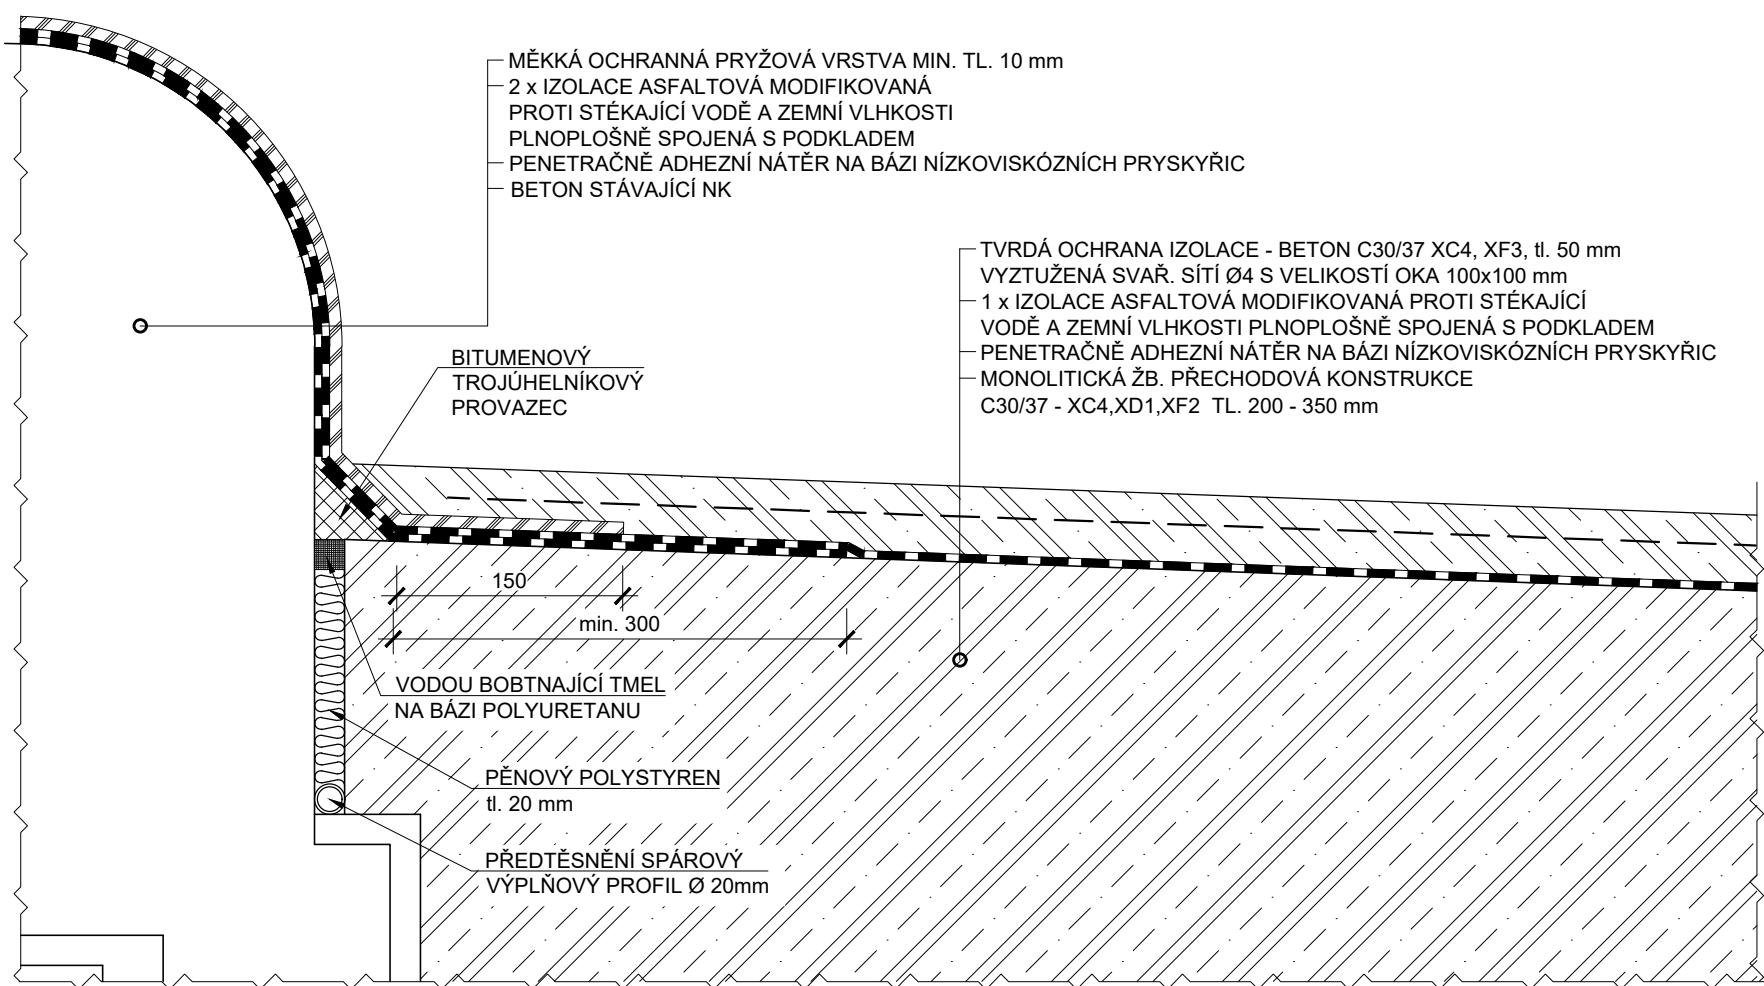 MĚKKÁ OCHRANNÁ PRYŽOVÁ VRSTVA MIN. TL. 10 mm
2 x IZOLACE ASFALTOVÁ MODIFIKOVANÁ
PROTI STÉKAJÍCÍ VODĚ A ZEMNÍ VLHKOSTI
PLNOPLOŠNĚ SPOJENÁ S PODKLADEM
PENETRAČNĚ ADHEZNÍ NÁTĚR NA BÁZI NÍZKOVISKÓZNÍCH PRYSKYŘIC
BETON STÁVAJÍCÍ NK
TVRDÁ OCHRANA IZOLACE - BETON C30/37 XC4, XF3, tl. 50 mm
VYZTUŽENÁ SVAŘ. SÍTÍ Ø4 S VELIKOSTÍ OKA 100x100 mm
1 x IZOLACE ASFALTOVÁ MODIFIKOVANÁ PROTI STÉKAJÍCÍ
VODĚ A ZEMNÍ VLHKOSTI PLNOPLOŠNĚ SPOJENÁ S PODKLADEM
PENETRAČNĚ ADHEZNÍ NÁTĚR NA BÁZI NÍZKOVISKÓZNÍCH PRYSKYŘIC
MONOLITICKÁ ŽB. PŘECHODOVÁ KONSTRUKCE
C30/37 - XC4,XD1,XF2 TL. 200 - 350 mm
BITUMENOVÝ
TROJÚHELNÍKOVÝ
PROVAZEC
150
min. 300
VODOU BOBTNAJÍCÍ TMEL
NA BÁZI POLYURETANU
PĚNOVÝ POLYSTYREN
tl. 20 mm
PŘEDTĚSNĚNÍ SPÁROVÝ
VÝPLŇOVÝ PROFIL Ø 20mm